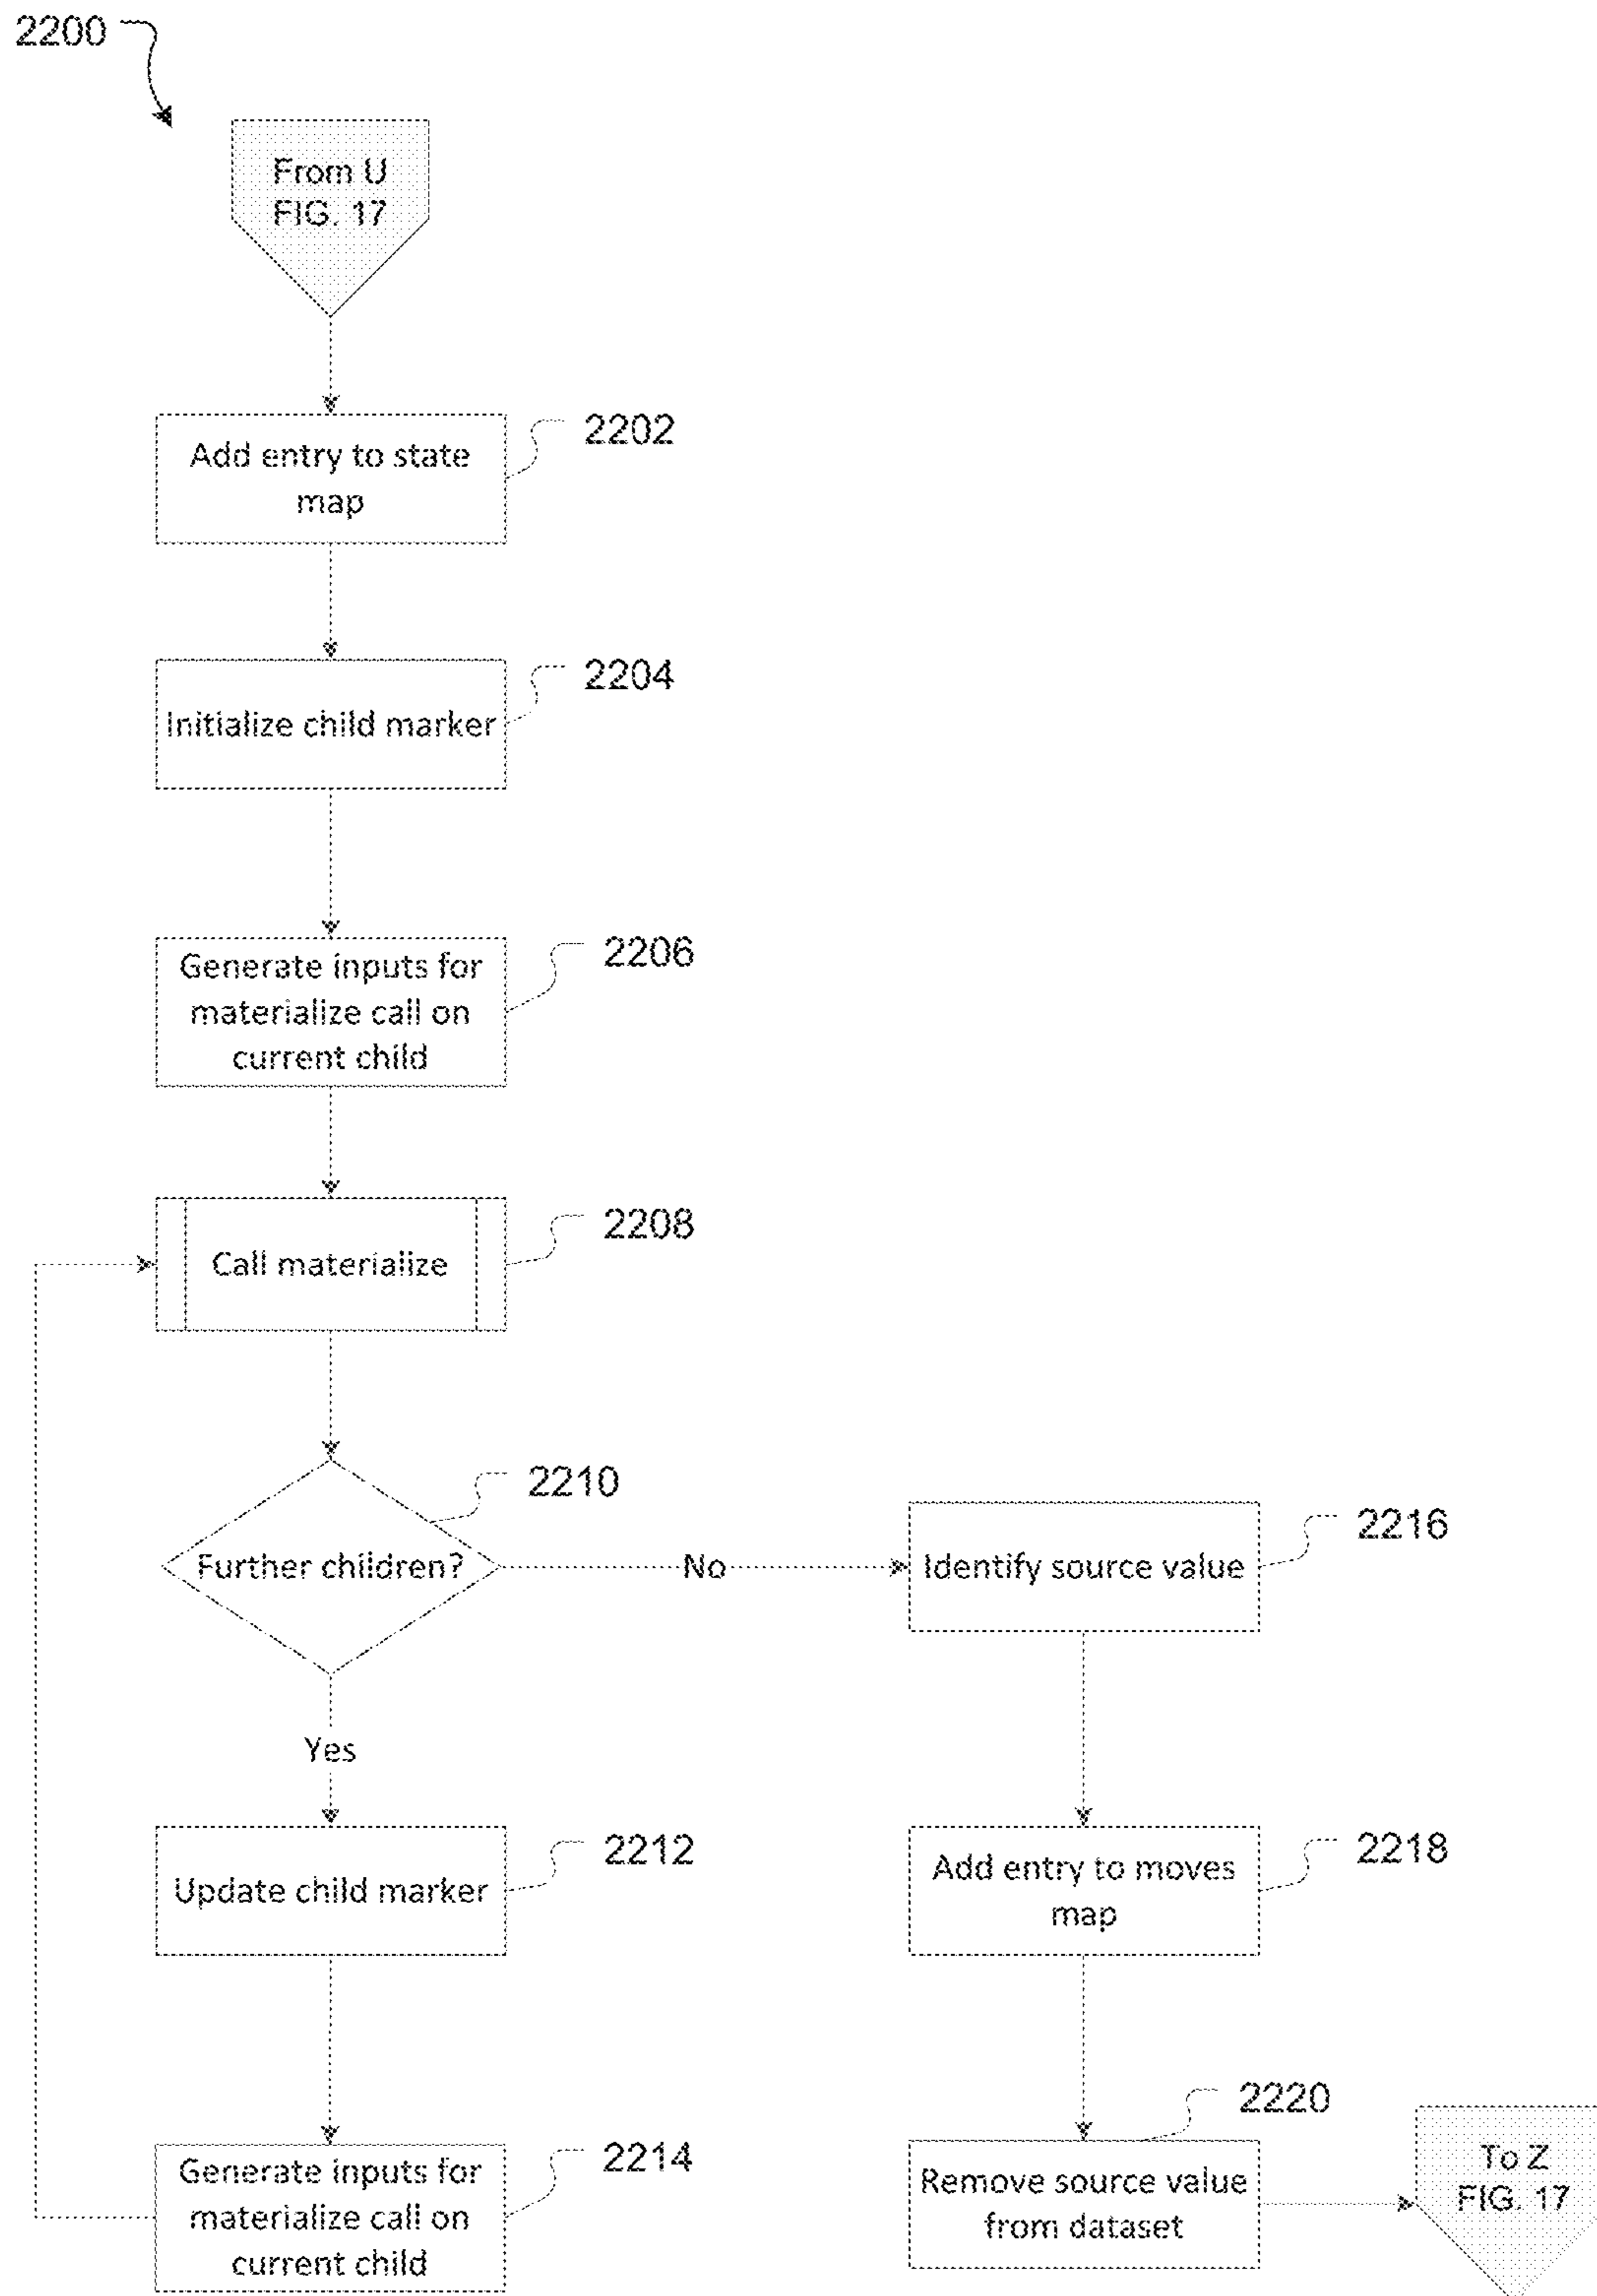 2200
From U
FIG. 17
2202
Add entry to state
map
2204
Initialize child marker
2206
Generate inputs for
materialize call on
current child
2208
Call materialize
2210
Further children?
No
Yes
2216
Identify source value
2212
Update child marker
2218
Add entry to moves
map
2214
Generate inputs for
materialize call on
current child
2220
Remove source value
from dataset
To Z
FIG. 17